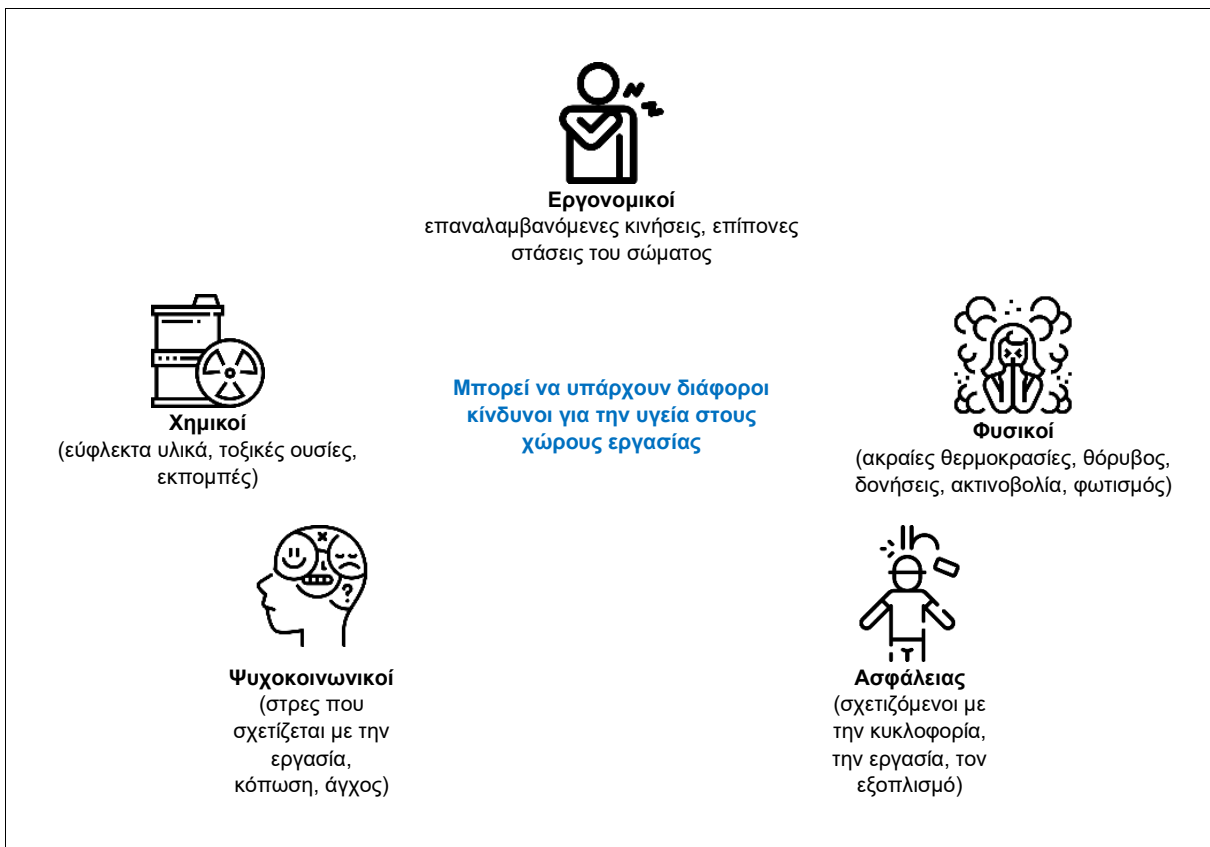 Εργονομικοί
επαναλαμβανόμενες κινήσεις, επίπονες
στάσεις του σώματος
Χημικοί
(εύφλεκτα υλικά, τοξικές ουσίες,
εκπομπές)
Μπορεί να υπάρχουν διάφοροι
κίνδυνοι για την υγεία στους
χώρους εργασίας
Φυσικοί
(ακραίες θερμοκρασίες, θόρυβος,
δονήσεις, ακτινοβολία, φωτισμός)
Ψυχοκοινωνικοί
(στρες που
σχετίζεται με την
εργασία,
κόπωση, άγχος)
Ασφάλειας
(σχετιζόμενοι με
την κυκλοφορία,
την εργασία, τον
εξοπλισμό)